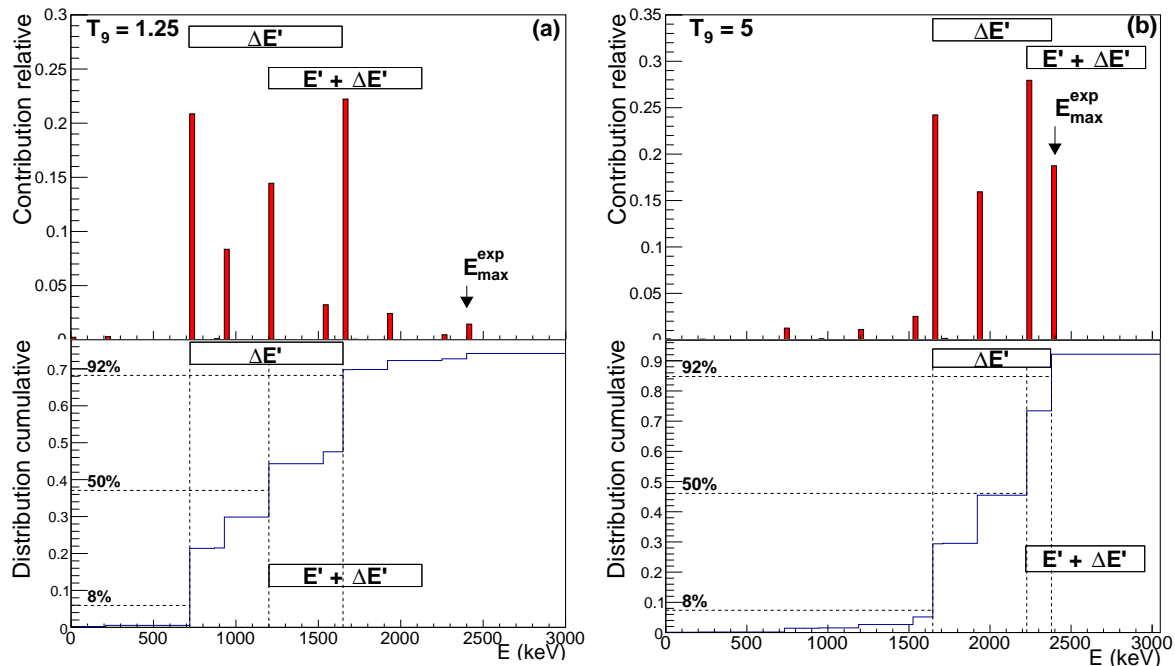 T9 = 1.25
(a)
ΔE'
E' + ΔE'
E max exp
Contribution relative
0.3
0.25
0.2
0.15
0.1
0.05
0
ΔE'
92%
50%
8%
E' + ΔE'
Distribution cumulative
0.7
0.6
0.5
0.4
0.3
0.2
0.1
0
0 500 1000 1500 2000 2500 3000
E (keV)
T9 = 5
(b)
ΔE'
E' + ΔE'
E max exp
Contribution relative
0.35
0.3
0.25
0.2
0.15
0.1
0.05
0
ΔE'
92%
50%
8%
E' + ΔE'
Distribution cumulative
0.9
0.8
0.7
0.6
0.5
0.4
0.3
0.2
0.1
0
0 500 1000 1500 2000 2500 3000
E (keV)